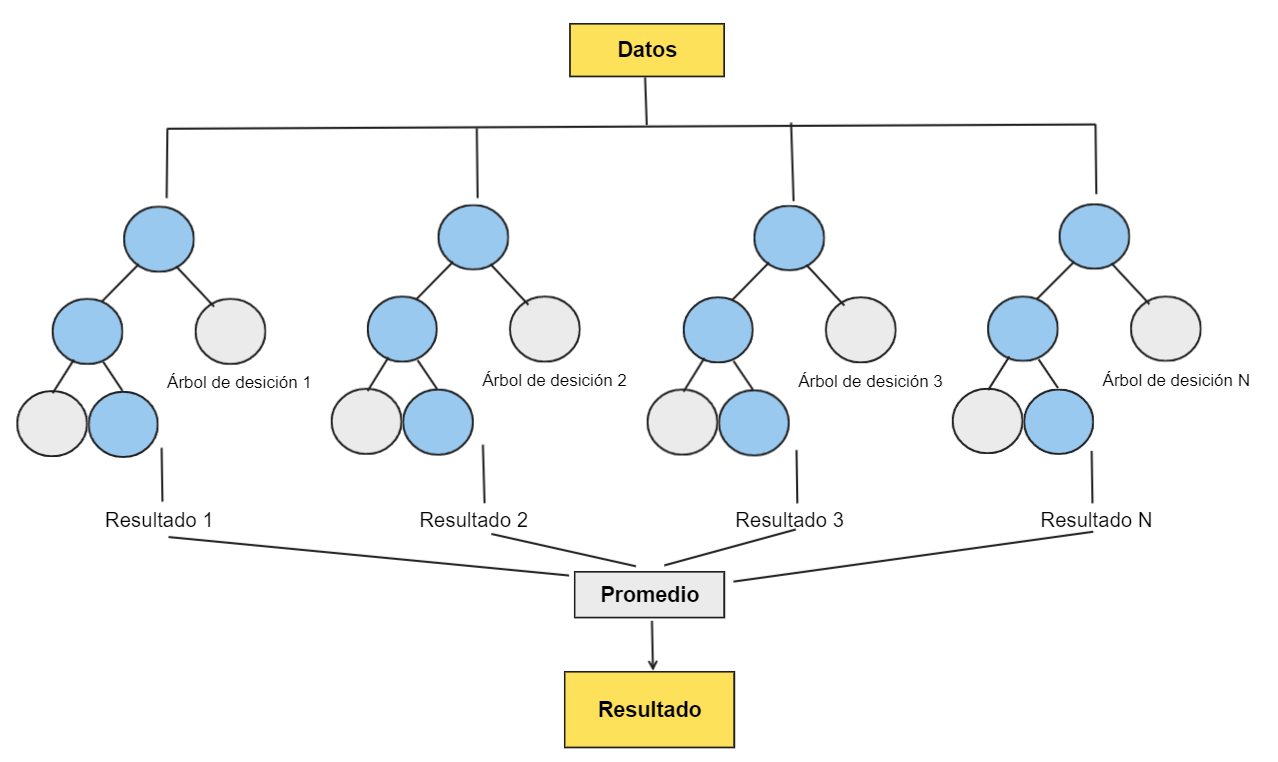 Datos
Árbol de desición 1
Árbol de desición 2
Árbol de desición 3
Árbol de desición N
Resultado 1
Resultado 2
Resultado 3
Resultado N
Promedio
Resultado